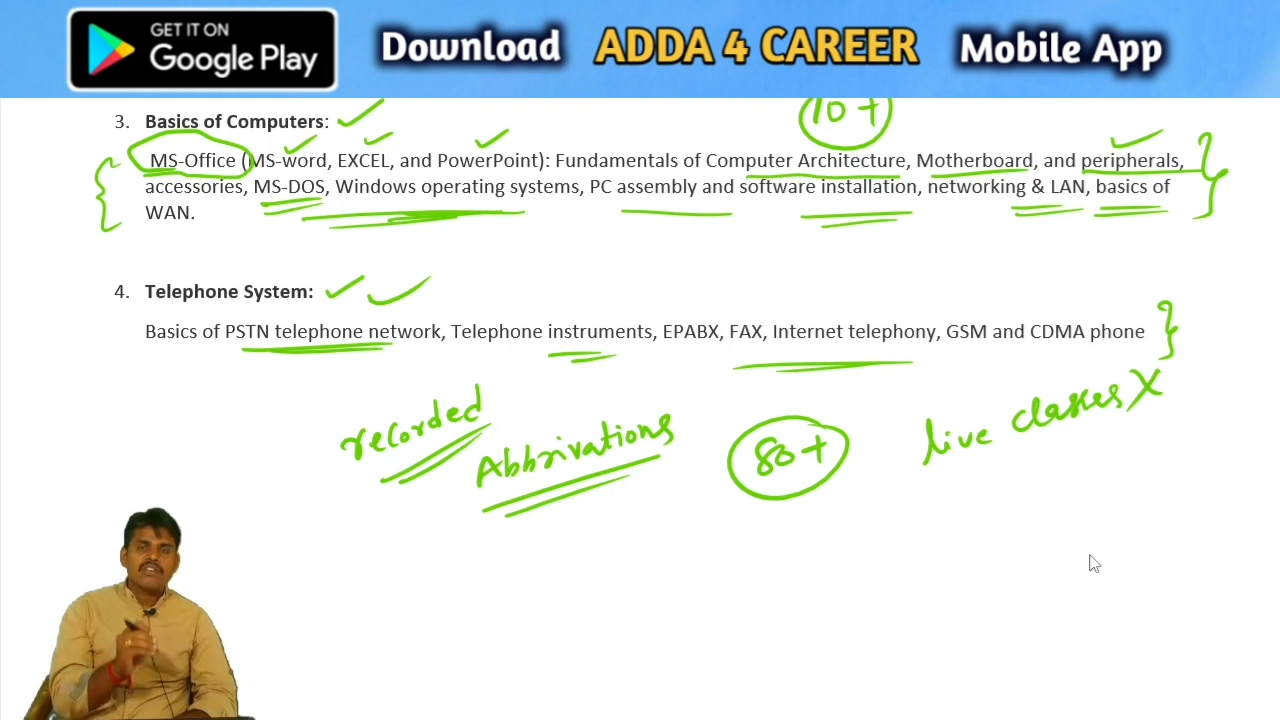 GET IT ON
Google Play
Download ADDA 4 CAREER Mobile App
10 +
3. Basics of Computers:
MS-Office (MS-word, EXCEL, and PowerPoint): Fundamentals of Computer Architecture, Motherboard, and peripherals,
accessories, MS-DOS, Windows operating systems, PC assembly and software installation, networking & LAN, basics of
WAN.
4. Telephone System:
Basics of PSTN telephone network, Telephone instruments, EPABX, FAX, Internet telephony, GSM and CDMA phone
recorded
Abbrivations
80+
live classes X